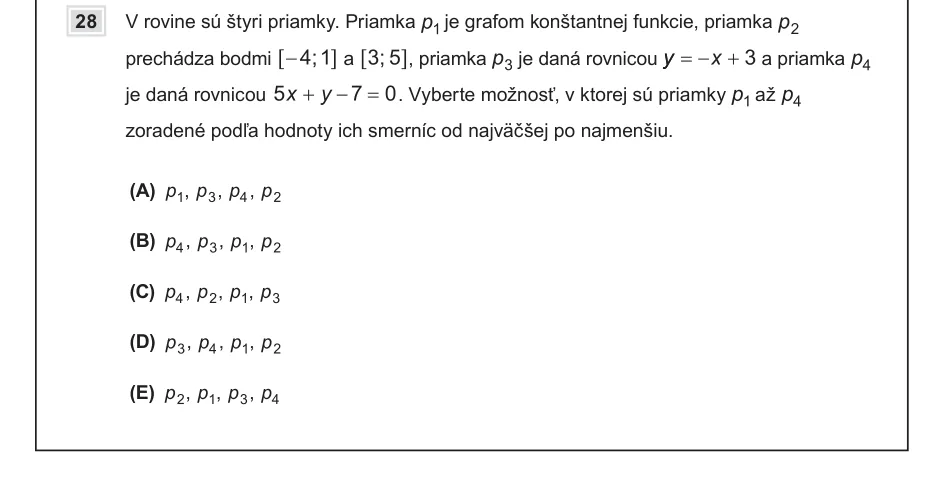 28 V rovine sú štyri priamky. Priamka p₁ je grafom konštantnej funkcie, priamka p₂
prechádza bodmi [−4; 1] a [3; 5], priamka p₃ je daná rovnicou y = −x + 3 a priamka p₄
je daná rovnicou 5x + y − 7 = 0. Vyberte možnosť, v ktorej sú priamky p₁ až p₄
zoradené podľa hodnoty ich smerníc od najväčšej po najmenšiu.
(A) p₁, p₃, p₄, p₂
(B) p₄, p₃, p₁, p₂
(C) p₄, p₂, p₁, p₃
(D) p₃, p₄, p₁, p₂
(E) p₂, p₁, p₃, p₄